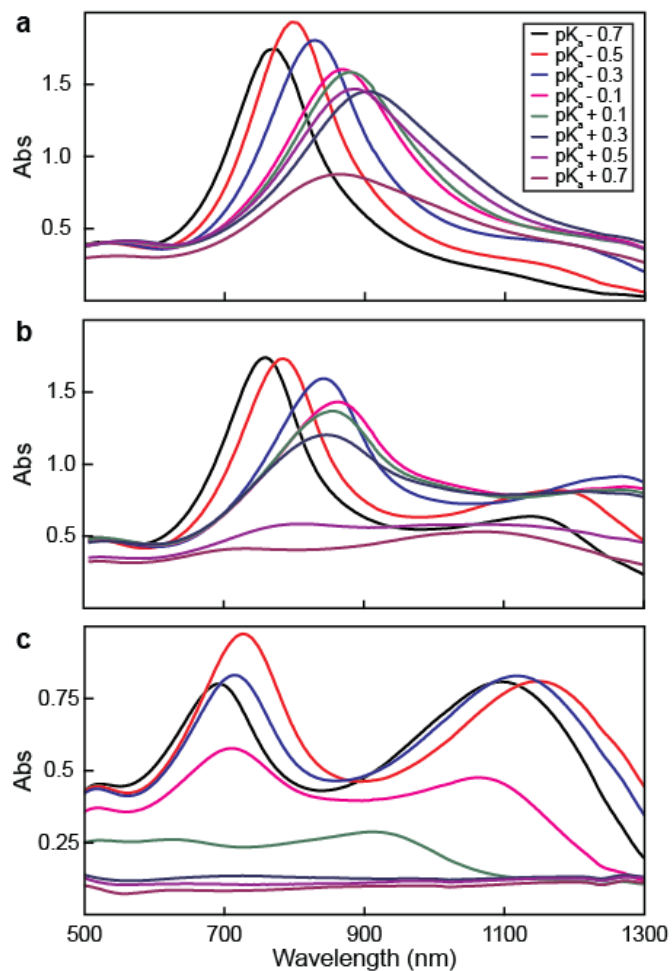 a
pKa - 0.7
pKa - 0.5
pKa - 0.3
pKa - 0.1
pKa + 0.1
pKa + 0.3
pKa + 0.5
pKa + 0.7
1.5
1.0
0.5
Abs
b
1.5
1.0
0.5
Abs
c
0.75
0.5
0.25
Abs
500 700 900 1100 1300
Wavelength (nm)